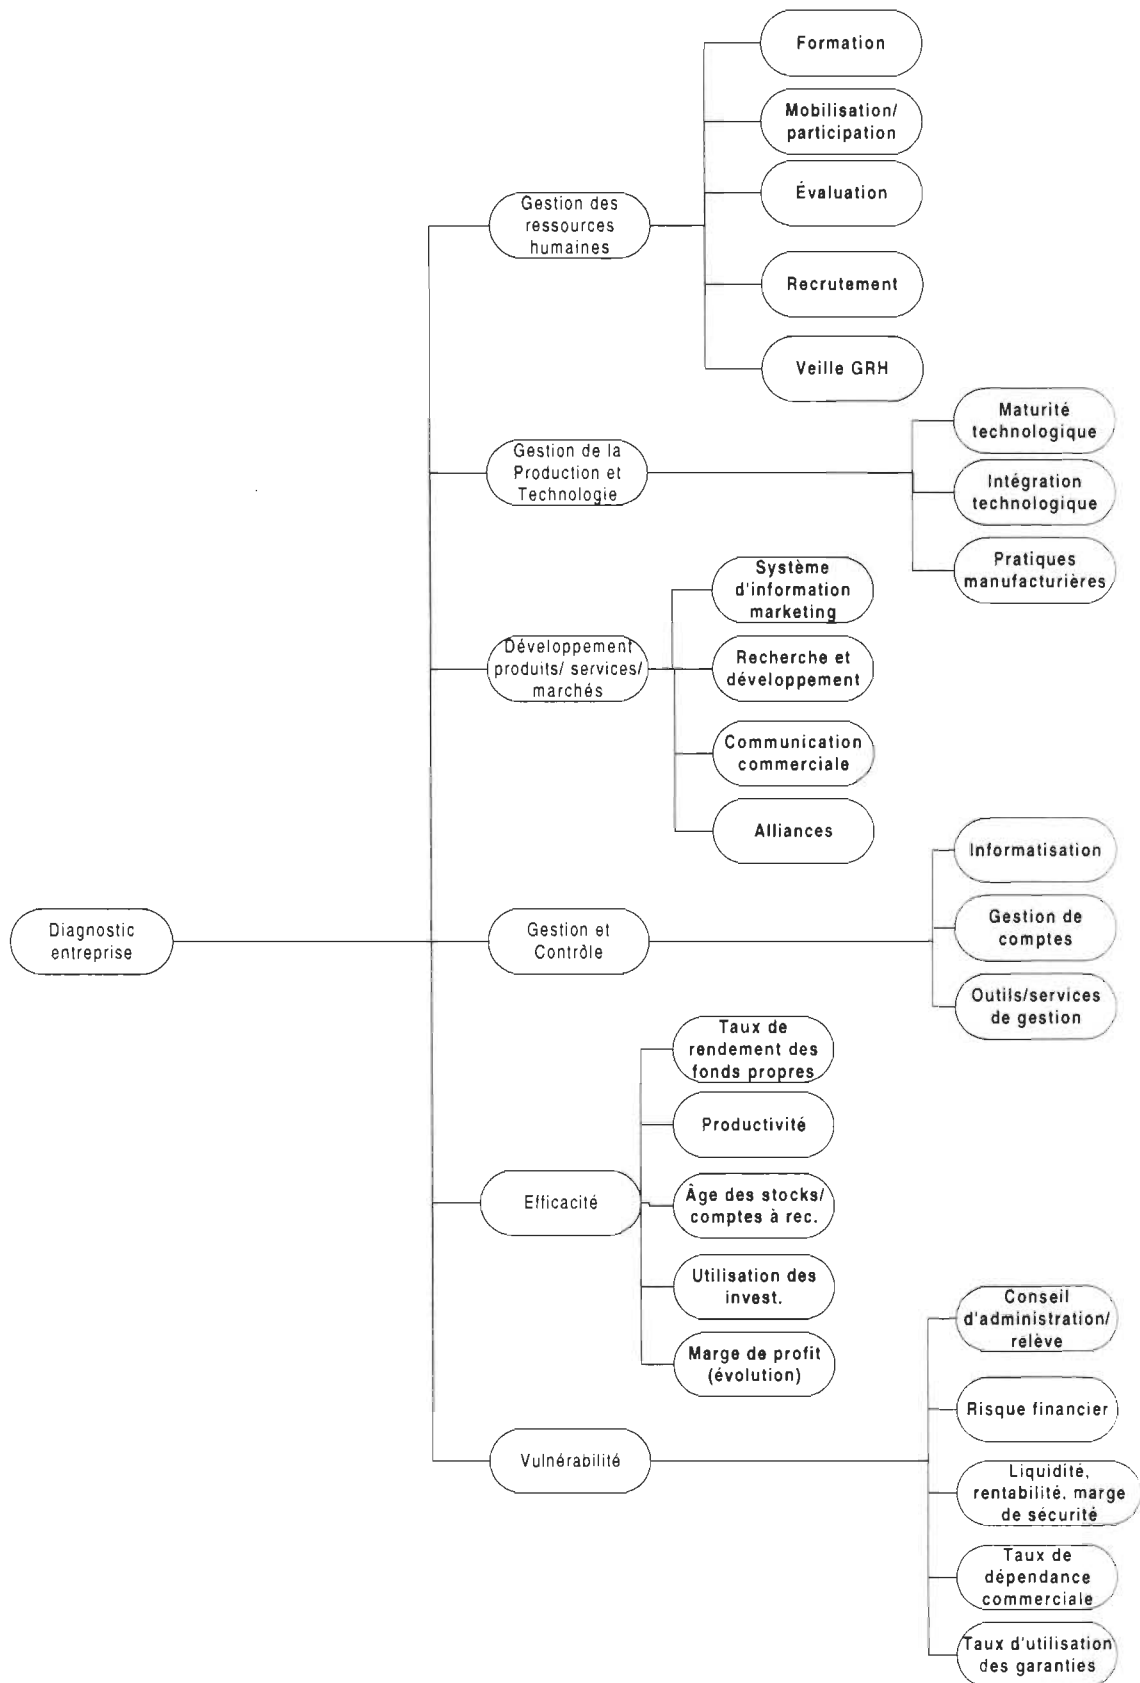 Formation
Mobilisation/
participation
Évaluation
Gestion des
ressources
humaines
Recrutement
Veille GRH
Maturité
technologique
Gestion de la
Production et
Technologie
Intégration
technologique
Pratiques
manufacturières
Système
d'information
marketing
Développement
produits/ services/
marchés
Recherche et
développement
Communication
commerciale
Alliances
Informatisation
Diagnostic
entreprise
Gestion et
Contrôle
Gestion de
comptes
Outils/services
de gestion
Taux de
rendement des
fonds propres
Productivité
Efficacité
Âge des stocks/
comptes à rec.
Utilisation des
invest.
Marge de profit
(évolution)
Conseil
d'administration/
relève
Risque financier
Vulnérabilité
Liquidité,
rentabilité, marge
de sécurité
Taux de
dépendance
commerciale
Taux d'utilisation
des garanties